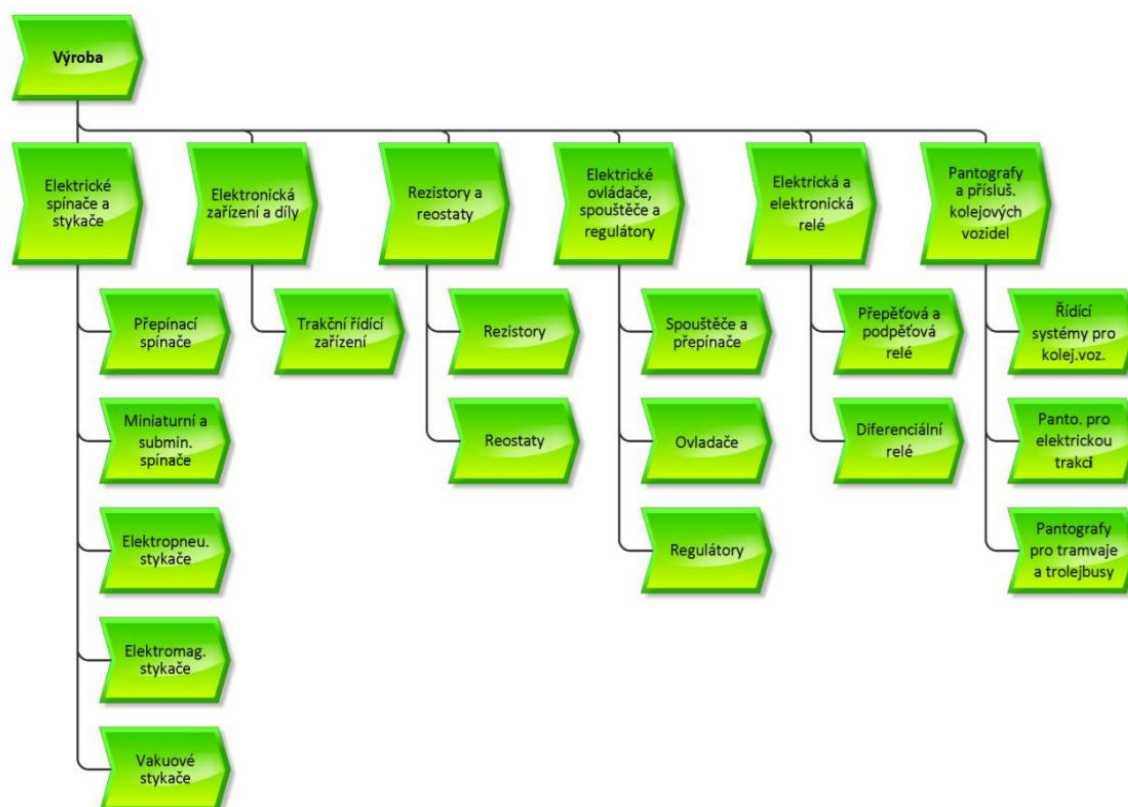 Výroba
Elektrické
spínače a
stykače
Elektronická
zařízení a díly
Rezistory a
reostaty
Elektrické
ovládače,
spouštěče a
regulátory
Elektrická a
elektronická
relé
Pantografy
a přísluš.
kolejových
vozidel
Přepínací
spínače
Miniaturní a
submin.
spínače
Elektropneu.
stykače
Elektromag.
stykače
Vakuové
stykače
Trakční řídící
zařízení
Rezistory
Reostaty
Spouštěče a
přepínače
Ovladače
Regulátory
Přepěťová a
podpěťová
relé
Diferenciální
relé
Řídící
systémy pro
kolej.voz.
Panto. pro
elektrickou
trakci
Pantografy
pro tramvaje
a trolejbusy